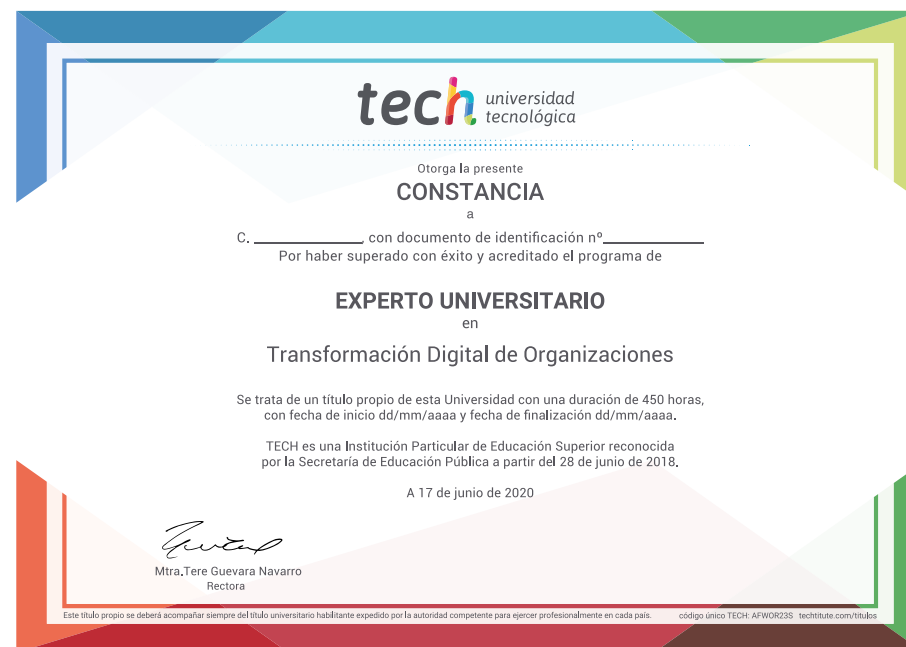 tech universidad
tecnológica
Otorga la presente
CONSTANCIA
a
C. ____________, con documento de identificación nº____________
Por haber superado con éxito y acreditado el programa de
EXPERTO UNIVERSITARIO
en
Transformación Digital de Organizaciones
Se trata de un título propio de esta Universidad con una duración de 450 horas,
con fecha de inicio dd/mm/aaaa y fecha de finalización dd/mm/aaaa.
TECH es una Institución Particular de Educación Superior reconocida
por la Secretaría de Educación Pública a partir del 28 de junio de 2018.
A 17 de junio de 2020
Mtra.Tere Guevara Navarro
Rectora
Este título propio se deberá acompañar siempre del título universitario habilitante expedido por la autoridad competente para ejercer profesionalmente en cada país. código único TECH: AFWOR23S techtitute.com/titulos